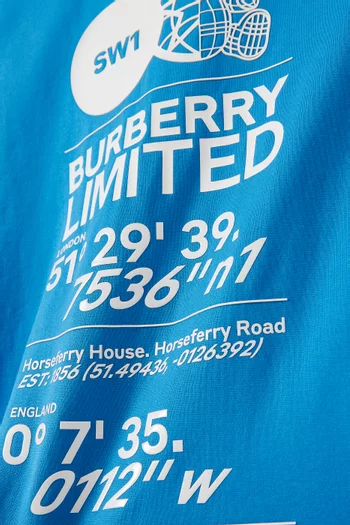 SW1
BURBERRY
LIMITED
LONDON
51° 29' 39.
7536"n1
Horseferry House. Horseferry Road
EST: 1856 (51.49436, -0126392)
ENGLAND
0° 7' 35.
0112"w